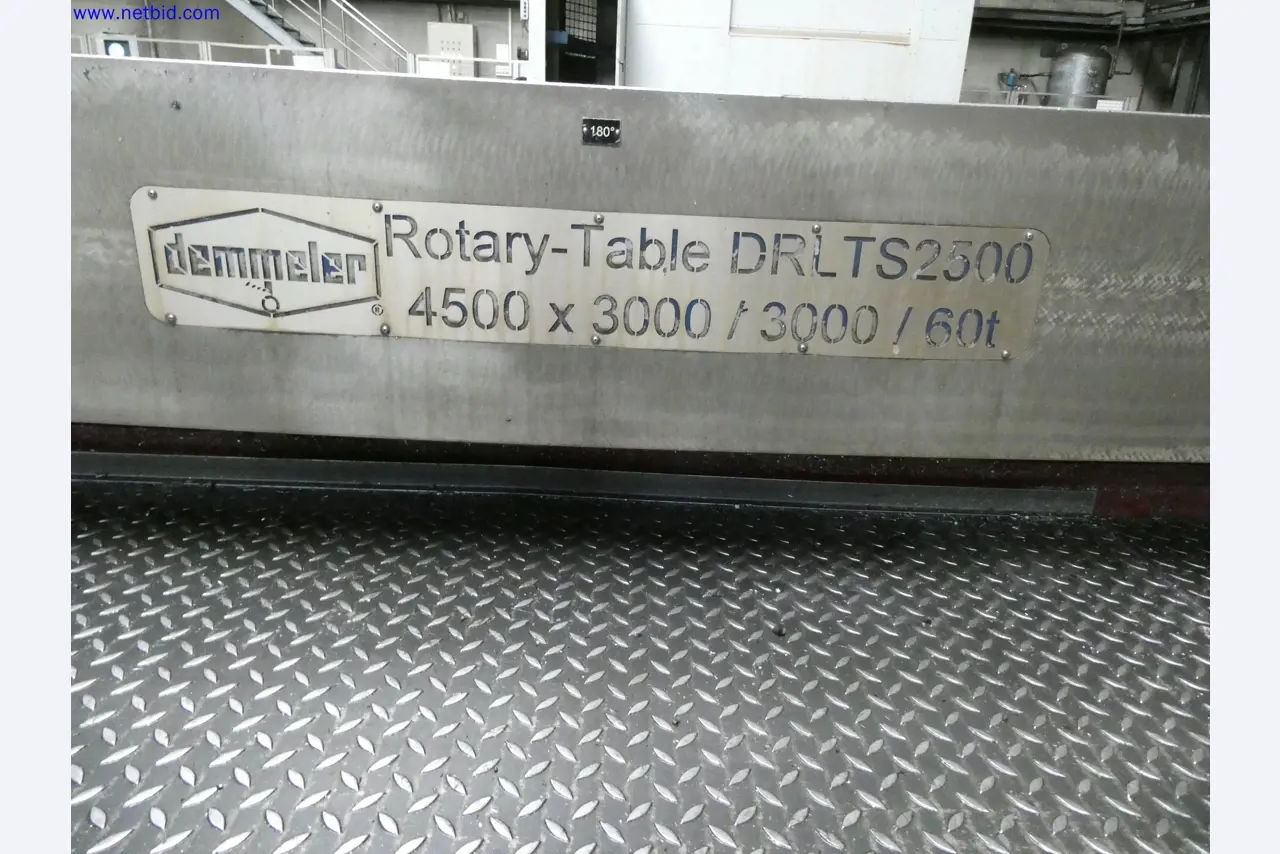 www.netbid.com
180°
demmeler ®
Rotary-Table DRLTS2500
4500 x 3000 / 3000 / 60t